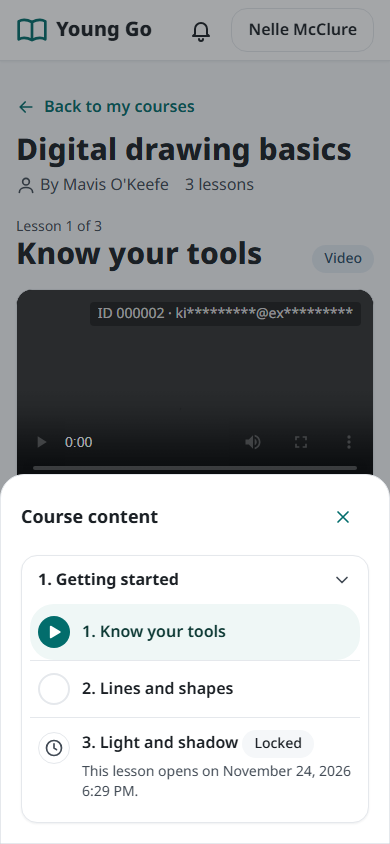 Young Go
Nelle McClure
Back to my courses
Digital drawing basics
By Mavis O'Keefe 3 lessons
Lesson 1 of 3
Know your tools
Video
ID 000002 · ki*********@ex*********
0:00
Course content
1. Getting started
1. Know your tools
2. Lines and shapes
3. Light and shadow Locked
This lesson opens on November 24, 2026
6:29 PM.